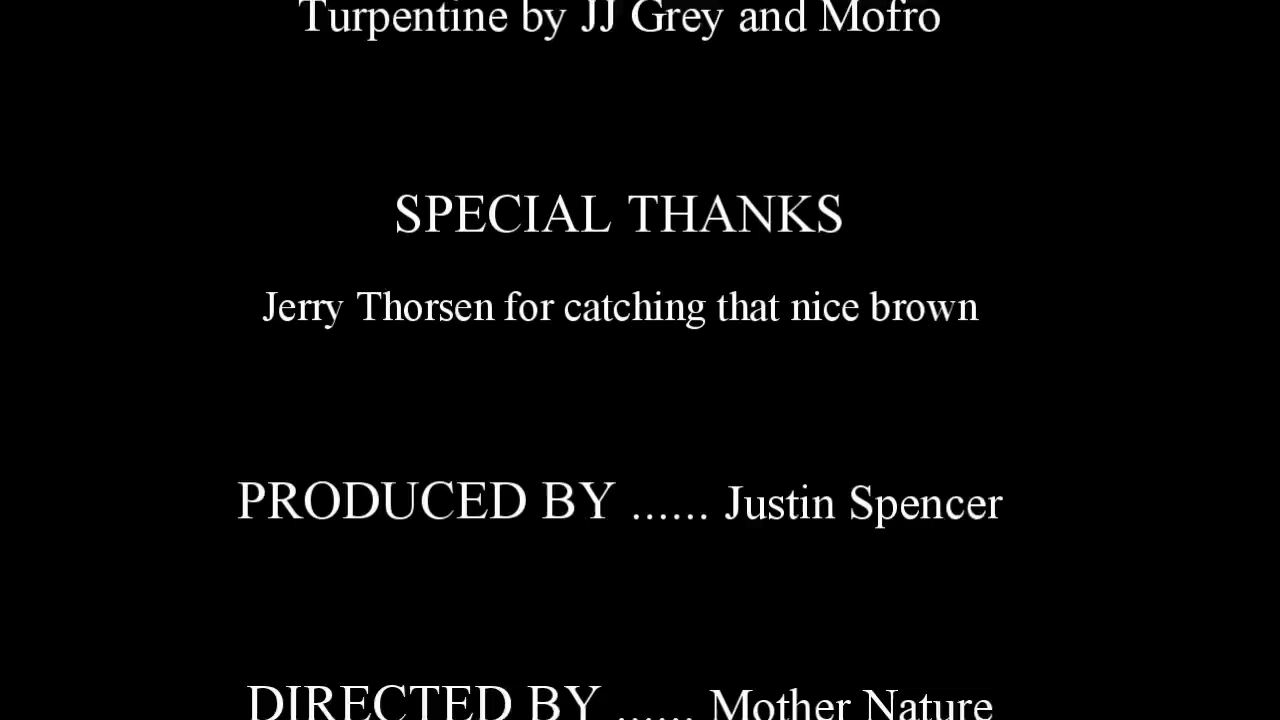 Turpentine by JJ Grey and Mofro
SPECIAL THANKS
Jerry Thorsen for catching that nice brown
PRODUCED BY ...... Justin Spencer
DIRECTED BY ...... Mother Nature